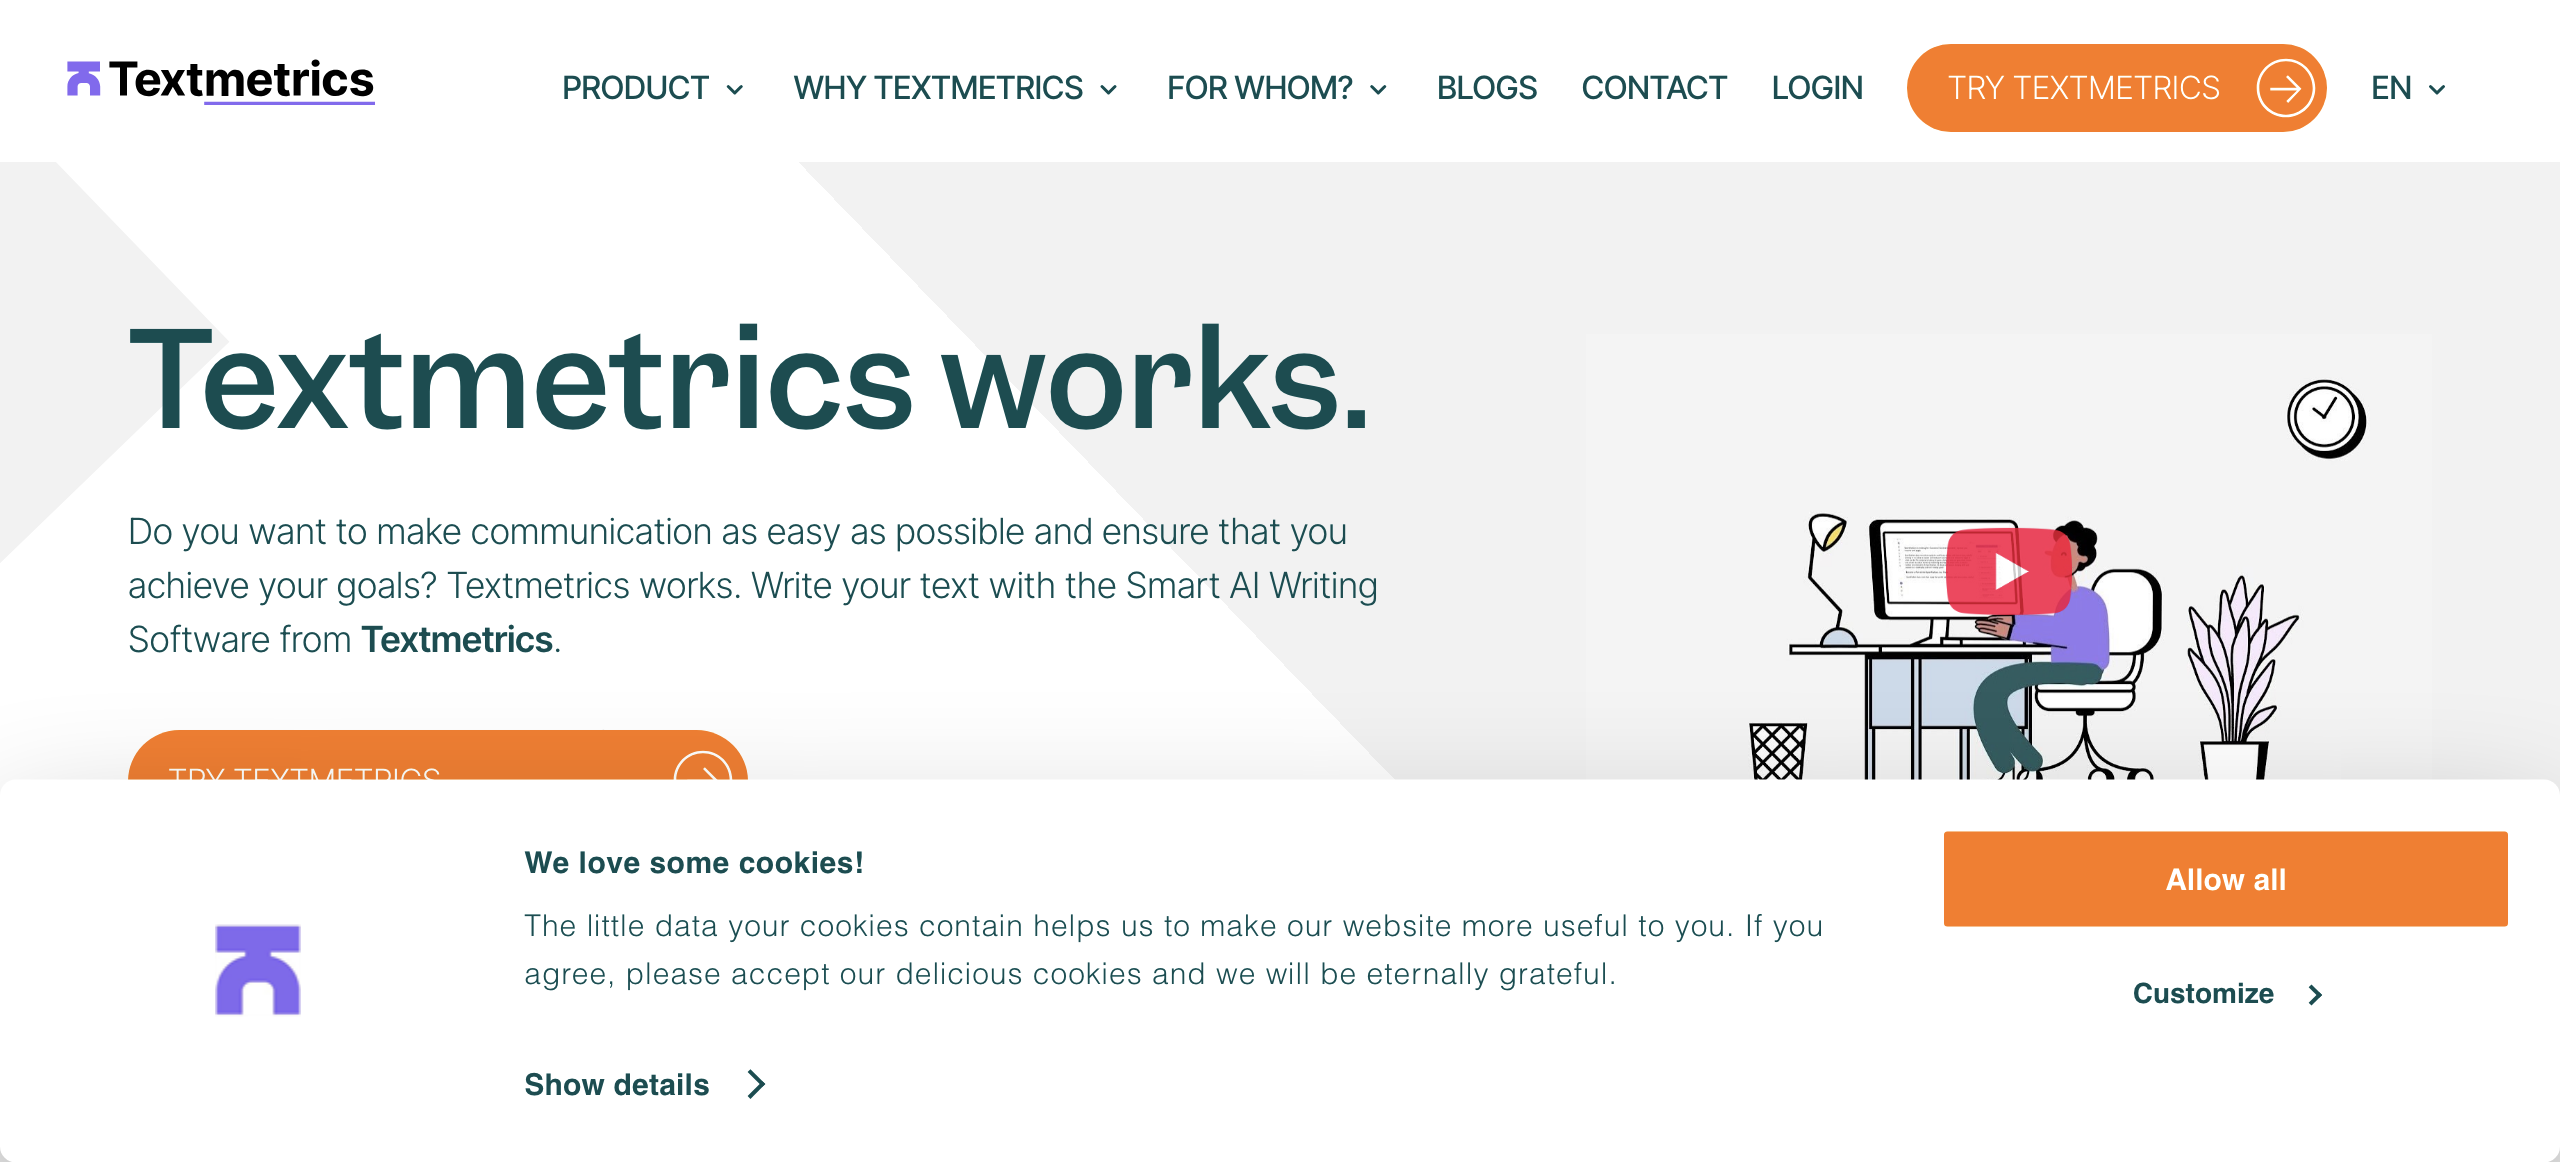 Textmetrics
PRODUCT
WHY TEXTMETRICS
FOR WHOM?
BLOGS
CONTACT
LOGIN
TRY TEXTMETRICS
EN
Textmetrics works.
Do you want to make communication as easy as possible and ensure that you
achieve your goals? Textmetrics works. Write your text with the Smart AI Writing
Software from Textmetrics.
TRY TEXTMETRICS
We love some cookies!
The little data your cookies contain helps us to make our website more useful to you. If you
agree, please accept our delicious cookies and we will be eternally grateful.
Show details
Allow all
Customize